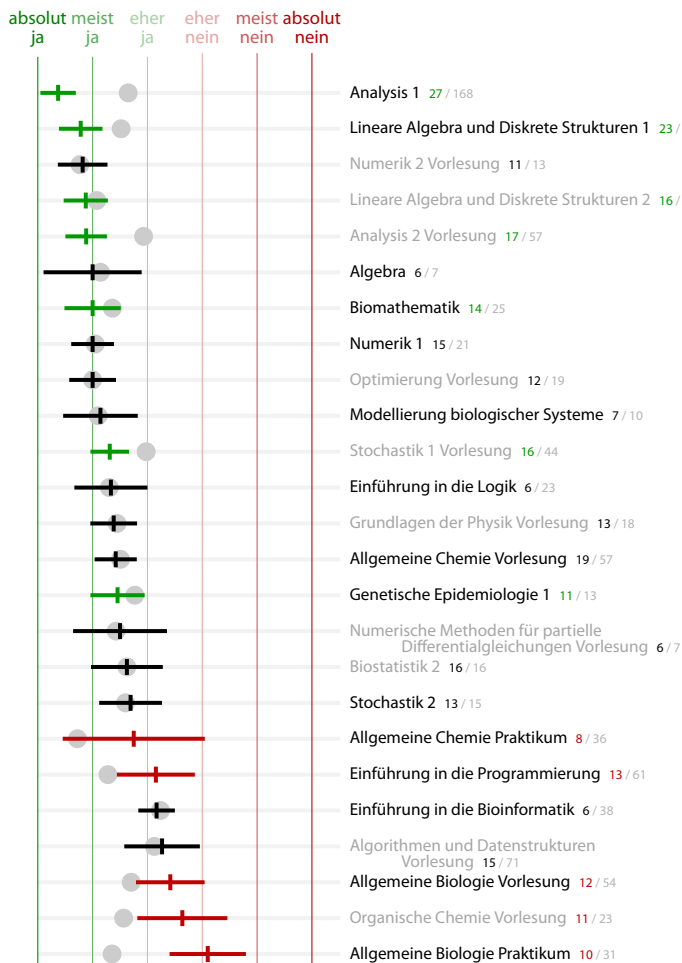 absolut meist eher eher meist absolut
ja ja ja nein nein nein
Analysis 1 27 / 168
Lineare Algebra und Diskrete Strukturen 1 23 /
Numerik 2 Vorlesung 11 / 13
Lineare Algebra und Diskrete Strukturen 2 16 /
Analysis 2 Vorlesung 17 / 57
Algebra 6 / 7
Biomathematik 14 / 25
Numerik 1 15 / 21
Optimierung Vorlesung 12 / 19
Modellierung biologischer Systeme 7 / 10
Stochastik 1 Vorlesung 16 / 44
Einführung in die Logik 6 / 23
Grundlagen der Physik Vorlesung 13 / 18
Allgemeine Chemie Vorlesung 19 / 57
Genetische Epidemiologie 1 11 / 13
Numerische Methoden für partielle
Differentialgleichungen Vorlesung 6 / 7
Biostatistik 2 16 / 16
Stochastik 2 13 / 15
Allgemeine Chemie Praktikum 8 / 36
Einführung in die Programmierung 13 / 61
Einführung in die Bioinformatik 6 / 38
Algorithmen und Datenstrukturen
Vorlesung 15 / 71
Allgemeine Biologie Vorlesung 12 / 54
Organische Chemie Vorlesung 11 / 23
Allgemeine Biologie Praktikum 10 / 31